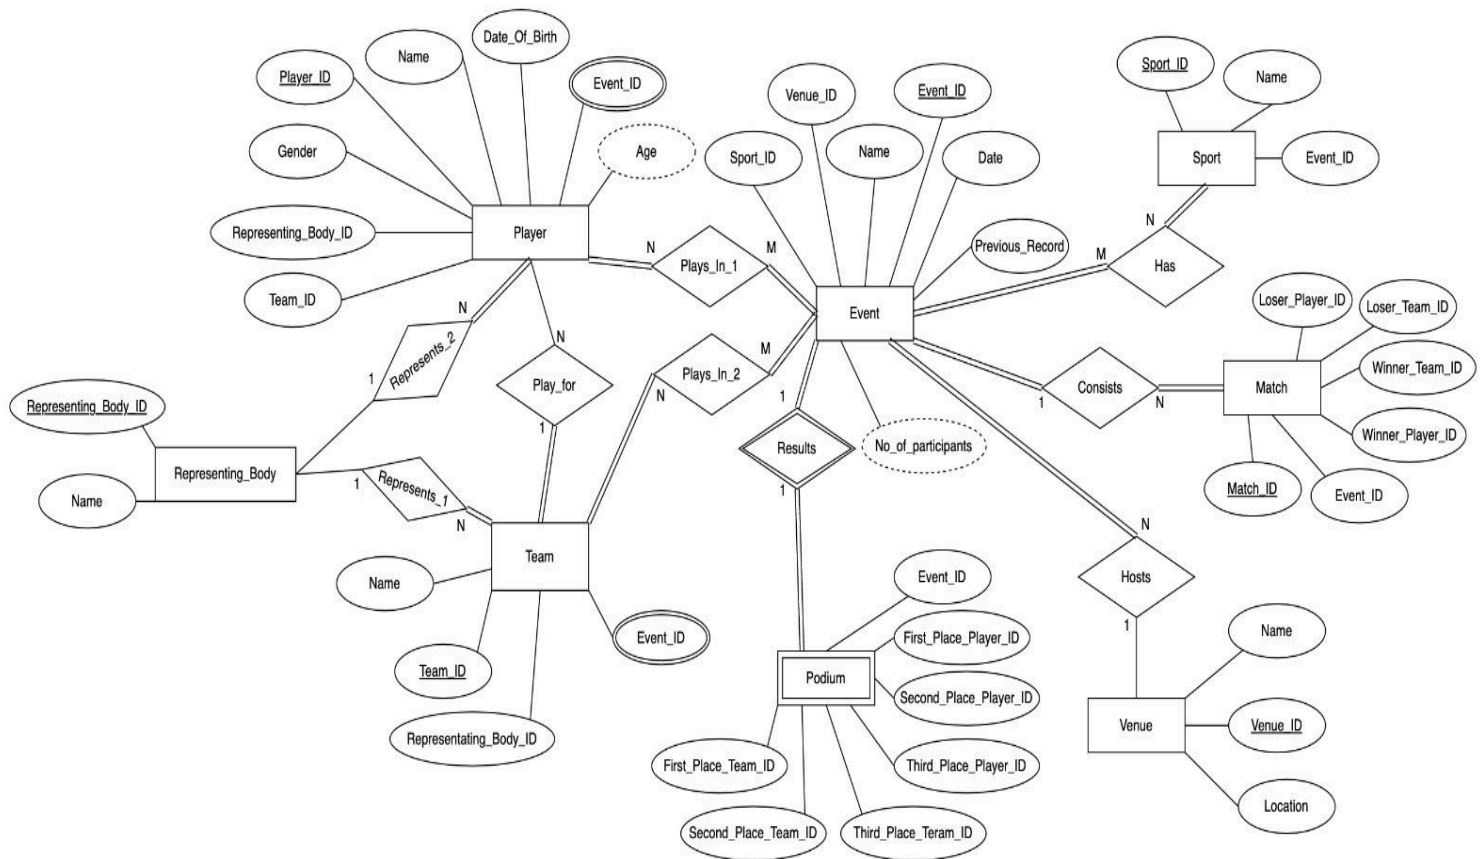 Date_Of_Birth
Name
Player_ID
Event_ID
Gender
Age
Representing_Body_ID
Player
Team_ID
Venue_ID
Event_ID
Sport_ID
Name
Date
Previous_Record
Sport_ID
Name
Sport
Event_ID
N
Has
M
N
Plays_In_1
M
Event
N
Represents_2
1
N
Play_for
1
M
Plays_In_2
N
1
Results
1
No_of_participants
1
Consists
N
Loser_Player_ID
Loser_Team_ID
Winner_Team_ID
Match
Winner_Player_ID
Match_ID
Event_ID
Representing_Body_ID
Representing_Body
Name
1
Represents_1
N
Team
Name
Team_ID
Event_ID
Representating_Body_ID
N
Hosts
1
Event_ID
First_Place_Player_ID
Podium
Second_Place_Player_ID
First_Place_Team_ID
Third_Place_Player_ID
Second_Place_Team_ID
Third_Place_Teram_ID
Name
Venue
Venue_ID
Location